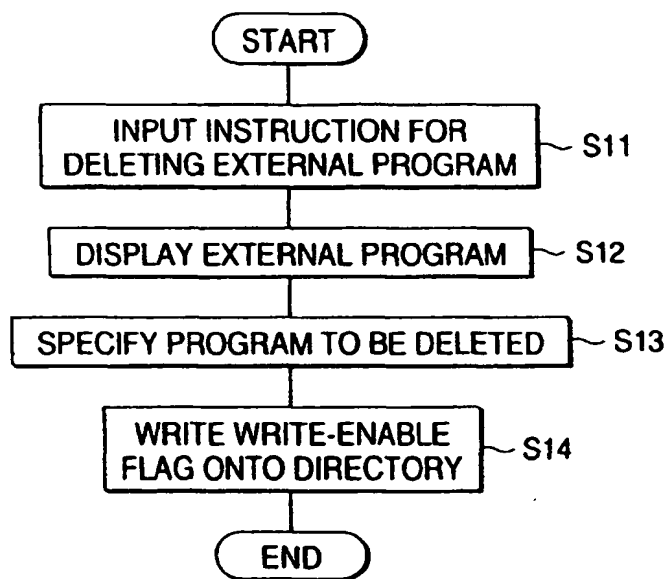 START
INPUT INSTRUCTION FOR
DELETING EXTERNAL PROGRAM
S11
DISPLAY EXTERNAL PROGRAM
S12
SPECIFY PROGRAM TO BE DELETED
S13
WRITE WRITE-ENABLE
FLAG ONTO DIRECTORY
S14
END